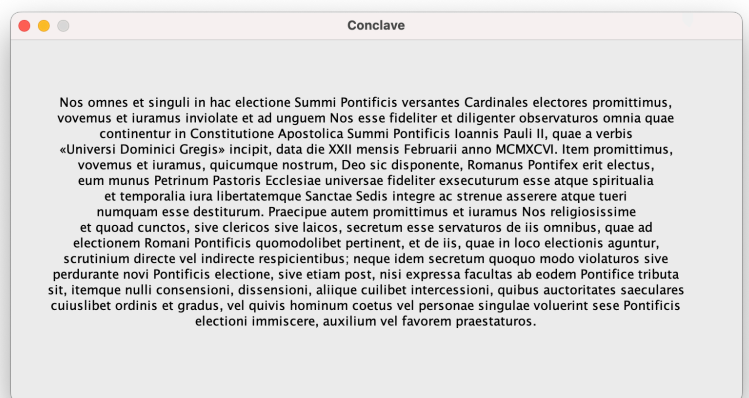 Conclave
Nos omnes et singuli in hac electione Summi Pontificis versantes Cardinales electores promittimus,
vovemus et iuramus inviolate et ad unguem Nos esse fideliter et diligenter observaturos omnia quae
continentur in Constitutione Apostolica Summi Pontificis Ioannis Pauli II, quae a verbis
«Universi Dominici Gregis» incipit, data die XXII mensis Februarii anno MCMXCVI. Item promittimus,
vovemus et iuramus, quicumque nostrum, Deo sic disponente, Romanus Pontifex erit electus,
eum munus Petrinum Pastoris Ecclesiae universae fideliter exsecuturum esse atque spiritualia
et temporalia iura libertatemque Sanctae Sedis integre ac strenue asserere atque tueri
numquam esse destiturum. Praecipue autem promittimus et iuramus Nos religiosissime
et quoad cunctos, sive clericos sive laicos, secretum esse servaturos de iis omnibus, quae ad
electionem Romani Pontificis quomodolibet pertinent, et de iis, quae in loco electionis aguntur,
scrutinium directe vel indirecte respicientibus; neque idem secretum quoquo modo violaturos sive
perdurante novi Pontificis electione, sive etiam post, nisi expressa facultas ab eodem Pontifice tributa
sit, itemque nulli consensioni, dissensioni, aliique cuilibet intercessioni, quibus auctoritates saeculares
cuiuslibet ordinis et gradus, vel quivis hominum coetus vel personae singulae voluerint sese Pontificis
electioni immiscere, auxilium vel favorem praestaturos.